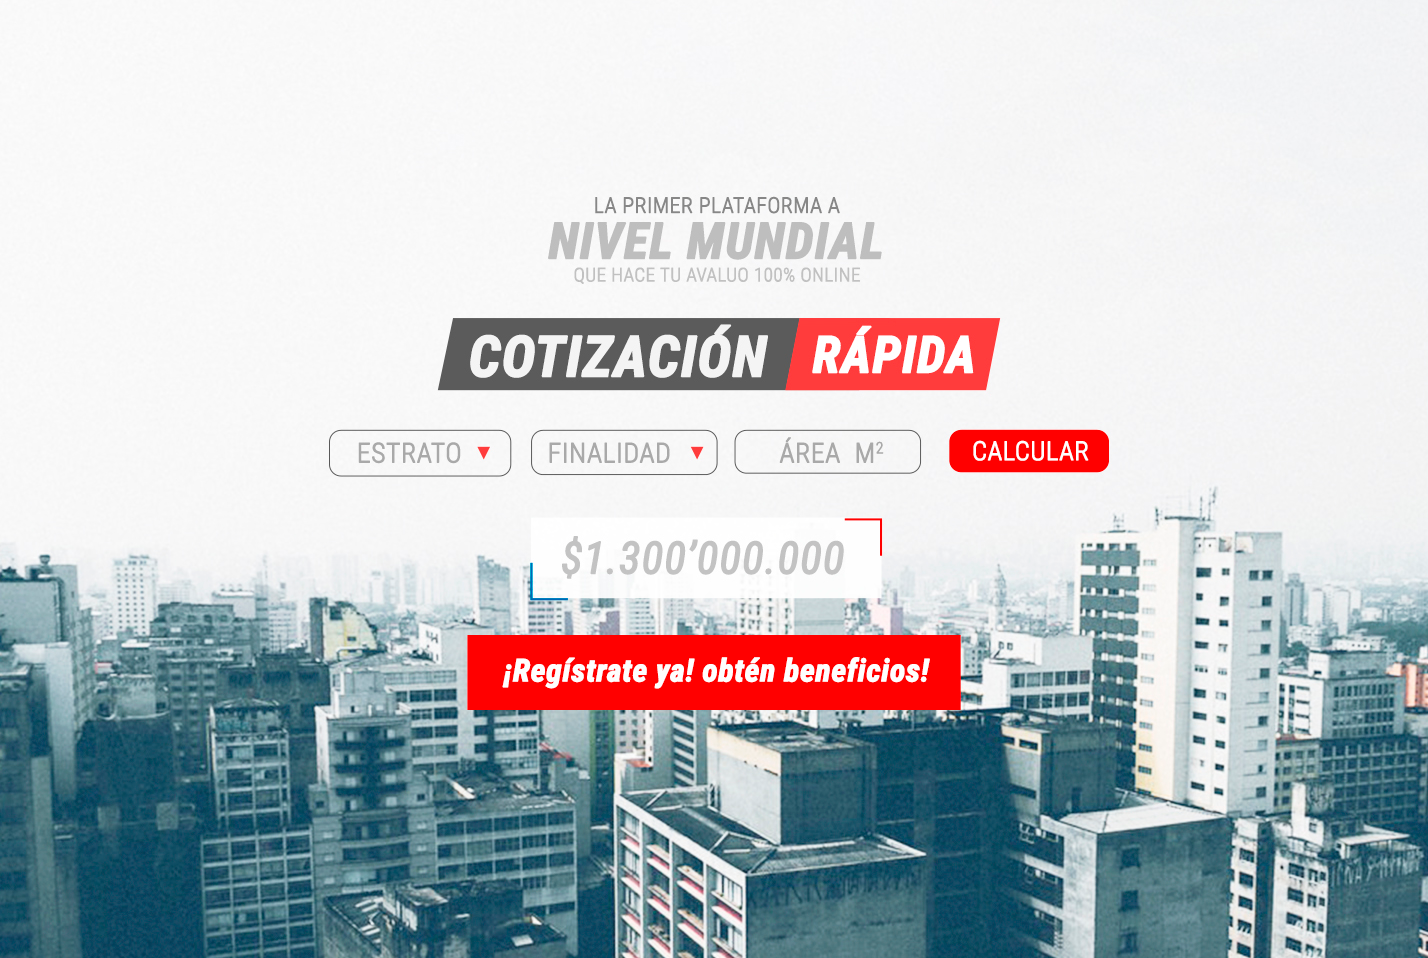 LA PRIMER PLATAFORMA A
NIVEL MUNDIAL
QUE HACE TU AVALUO 100% ONLINE
COTIZACIÓN RÁPIDA
ESTRATO ▼ FINALIDAD ▼ ÁREA M² CALCULAR
$1.300’000.000
¡Regístrate ya! obtén beneficios!